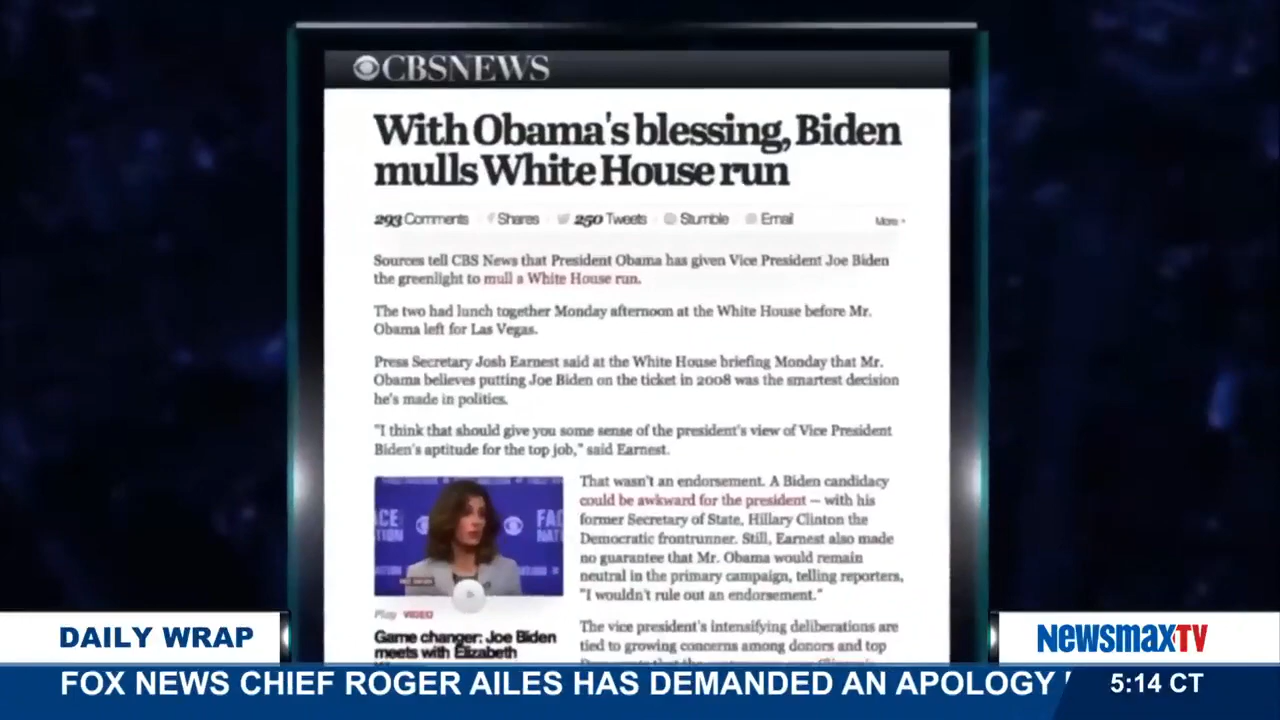 CBSNEWS
With Obama's blessing, Biden
mulls White House run
293 Comments Shares 250 Tweets Stumble Email More
Sources tell CBS News that President Obama has given Vice President Joe Biden
the greenlight to mull a White House run.
The two had lunch together Monday afternoon at the White House before Mr.
Obama left for Las Vegas.
Press Secretary Josh Earnest said at the White House briefing Monday that Mr.
Obama believes putting Joe Biden on the ticket in 2008 was the smartest decision
he's made in politics.
"I think that should give you some sense of the president's view of Vice President
Biden's aptitude for the top job," said Earnest.
That wasn't an endorsement. A Biden candidacy
could be awkward for the president — with his
former Secretary of State, Hillary Clinton the
Democratic frontrunner. Still, Earnest also made
no guarantee that Mr. Obama would remain
neutral in the primary campaign, telling reporters,
"I wouldn't rule out an endorsement."
The vice president's intensifying deliberations are
tied to growing concerns among donors and top
FACE
NATION
Play VIDEO
Game changer: Joe Biden
meets with Elizabeth
DAILY WRAP
NEWSMAXTV
FOX NEWS CHIEF ROGER AILES HAS DEMANDED AN APOLOGY
5:14 CT